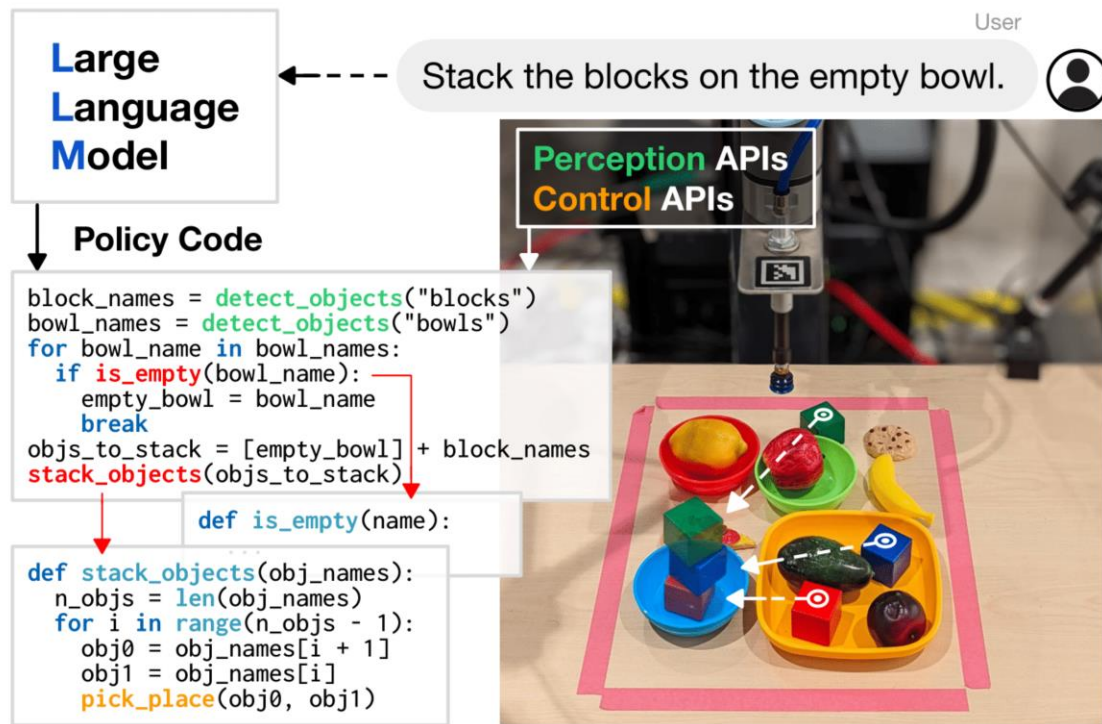 User
Stack the blocks on the empty bowl.
Large
Language
Model
Perception APIs
Control APIs
Policy Code
block_names = detect_objects("blocks")
bowl_names = detect_objects("bowls")
for bowl_name in bowl_names:
  if is_empty(bowl_name):
    empty_bowl = bowl_name
    break
objs_to_stack = [empty_bowl] + block_names
stack_objects(objs_to_stack)
def is_empty(name):
...
def stack_objects(obj_names):
  n_objs = len(obj_names)
  for i in range(n_objs - 1):
    obj0 = obj_names[i + 1]
    obj1 = obj_names[i]
    pick_place(obj0, obj1)